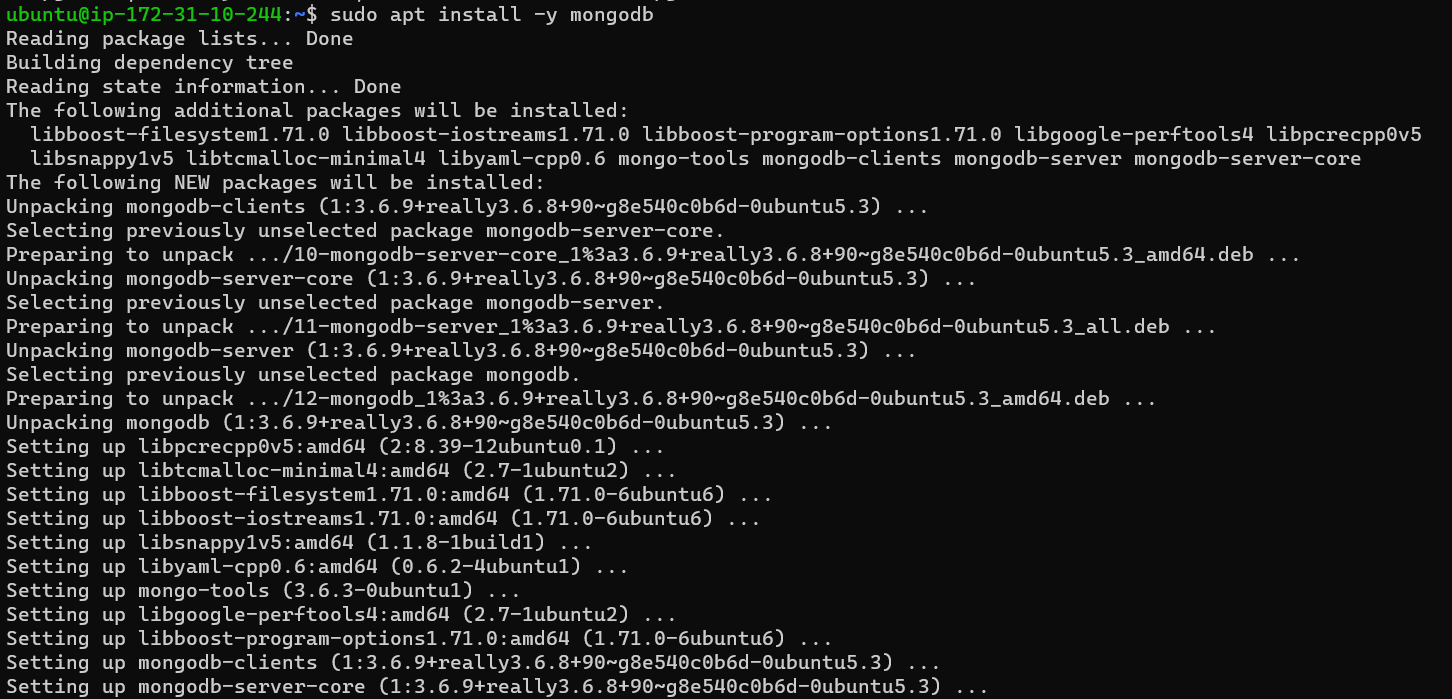 ubuntu@ip-172-31-10-244:~$ sudo apt install -y mongodb
Reading package lists... Done
Building dependency tree
Reading state information... Done
The following additional packages will be installed:
  libboost-filesystem1.71.0 libboost-iostreams1.71.0 libboost-program-options1.71.0 libgoogle-perftools4 libpcrecpp0v5
  libsnappy1v5 libtcmalloc-minimal4 libyaml-cpp0.6 mongo-tools mongodb-clients mongodb-server mongodb-server-core
The following NEW packages will be installed:
Unpacking mongodb-clients (1:3.6.9+really3.6.8+90~g8e540c0b6d-0ubuntu5.3) ...
Selecting previously unselected package mongodb-server-core.
Preparing to unpack .../10-mongodb-server-core_1%3a3.6.9+really3.6.8+90~g8e540c0b6d-0ubuntu5.3_amd64.deb ...
Unpacking mongodb-server-core (1:3.6.9+really3.6.8+90~g8e540c0b6d-0ubuntu5.3) ...
Selecting previously unselected package mongodb-server.
Preparing to unpack .../11-mongodb-server_1%3a3.6.9+really3.6.8+90~g8e540c0b6d-0ubuntu5.3_all.deb ...
Unpacking mongodb-server (1:3.6.9+really3.6.8+90~g8e540c0b6d-0ubuntu5.3) ...
Selecting previously unselected package mongodb.
Preparing to unpack .../12-mongodb_1%3a3.6.9+really3.6.8+90~g8e540c0b6d-0ubuntu5.3_amd64.deb ...
Unpacking mongodb (1:3.6.9+really3.6.8+90~g8e540c0b6d-0ubuntu5.3) ...
Setting up libpcrecpp0v5:amd64 (2:8.39-12ubuntu0.1) ...
Setting up libtcmalloc-minimal4:amd64 (2.7-1ubuntu2) ...
Setting up libboost-filesystem1.71.0:amd64 (1.71.0-6ubuntu6) ...
Setting up libboost-iostreams1.71.0:amd64 (1.71.0-6ubuntu6) ...
Setting up libsnappy1v5:amd64 (1.1.8-1build1) ...
Setting up libyaml-cpp0.6:amd64 (0.6.2-4ubuntu1) ...
Setting up mongo-tools (3.6.3-0ubuntu1) ...
Setting up libgoogle-perftools4:amd64 (2.7-1ubuntu2) ...
Setting up libboost-program-options1.71.0:amd64 (1.71.0-6ubuntu6) ...
Setting up mongodb-clients (1:3.6.9+really3.6.8+90~g8e540c0b6d-0ubuntu5.3) ...
Setting up mongodb-server-core (1:3.6.9+really3.6.8+90~g8e540c0b6d-0ubuntu5.3) ...